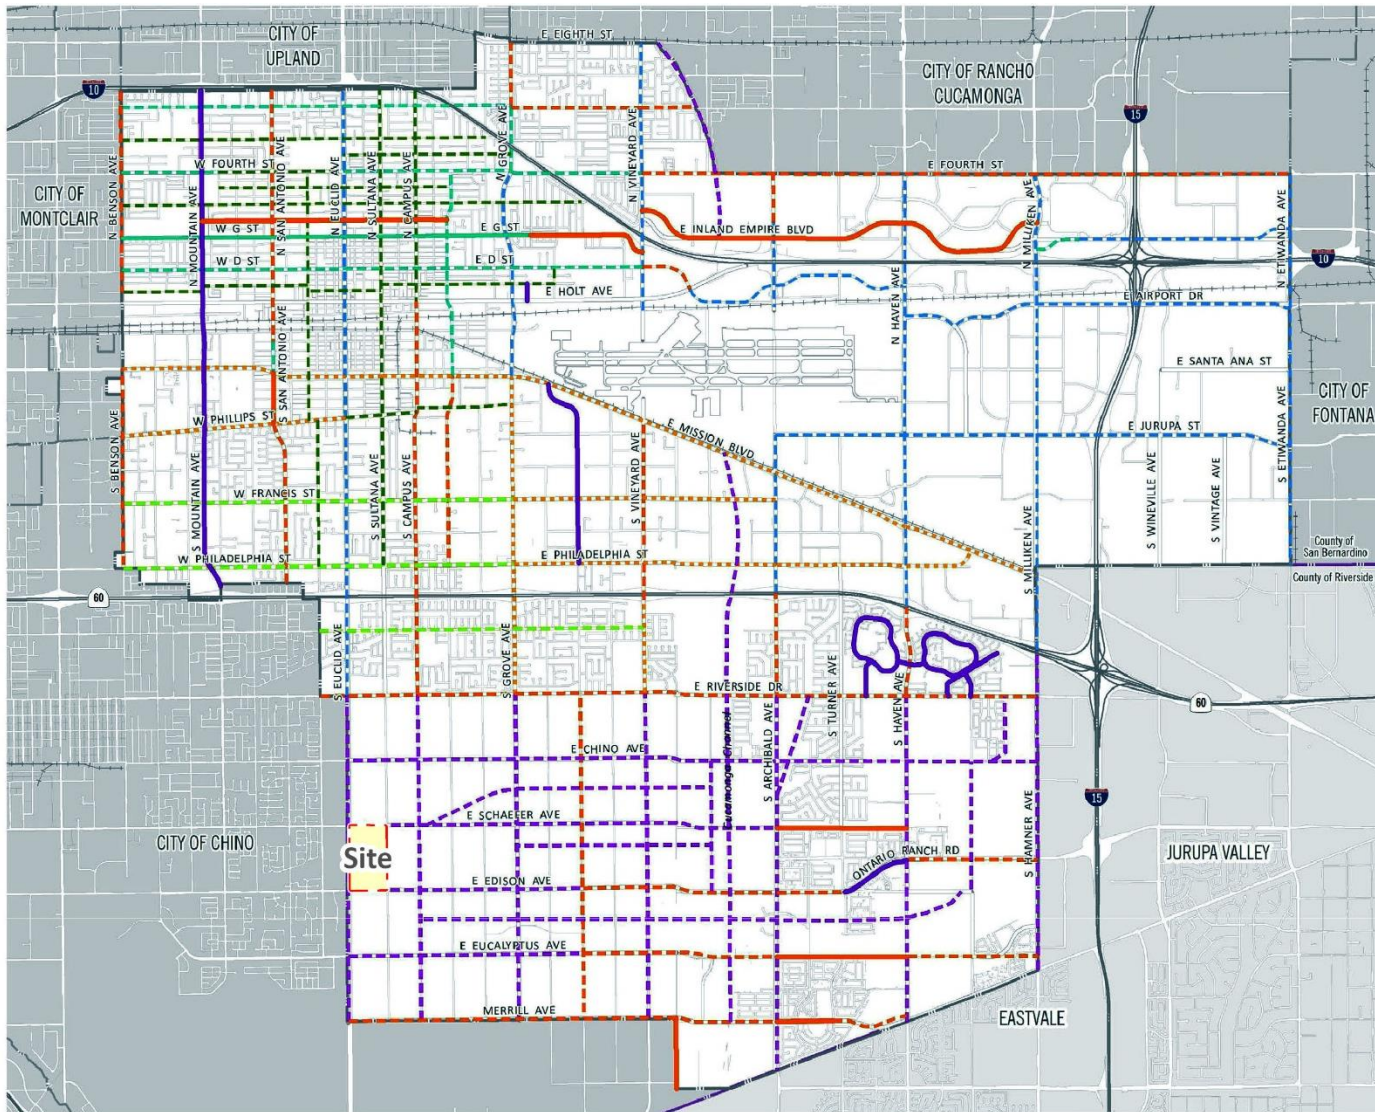 CITY OF
UPLAND
E EIGHTH ST
CITY OF RANCHO
CUCAMONGA
10
15
N BENSON AVE
N MOUNTAIN AVE
N SAN ANTONIO AVE
N EUCLID AVE
N SULTANA AVE
N CAMPUS AVE
N GROVE AVE
N VINEYARD AVE
W FOURTH ST
E FOURTH ST
CITY OF
MONTCLAIR
W G ST
E G ST
E INLAND EMPIRE BLVD
N MILLIKEN AVE
N ETIWANDA AVE
W D ST
E D ST
10
E HOLT AVE
N HAVEN AVE
E AIRPORT DR
S SAN ANTONIO AVE
E SANTA ANA ST
CITY OF
FONTANA
W PHILLIPS ST
E MISSION BLVD
E JURUPA ST
S BENSON AVE
S MOUNTAIN AVE
S SULTANA AVE
S CAMPUS AVE
S VINEYARD AVE
S ETIWANDA AVE
W FRANCIS ST
S WINEVILLE AVE
S VINTAGE AVE
S MILLIKEN AVE
W PHILADELPHIA ST
E PHILADELPHIA ST
County of
San Bernardino
County of Riverside
60
S EUCLID AVE
S GROVE AVE
E RIVERSIDE DR
S TURNER AVE
S HAVEN AVE
60
E CHINO AVE
Cucamonga Channel
S ARCHIBALD AVE
15
CITY OF CHINO
E SCHAEFER AVE
Site
ONTARIO RANCH RD
S HAMNER AVE
JURUPA VALLEY
E EDISON AVE
E EUCALYPTUS AVE
MERRILL AVE
EASTVALE